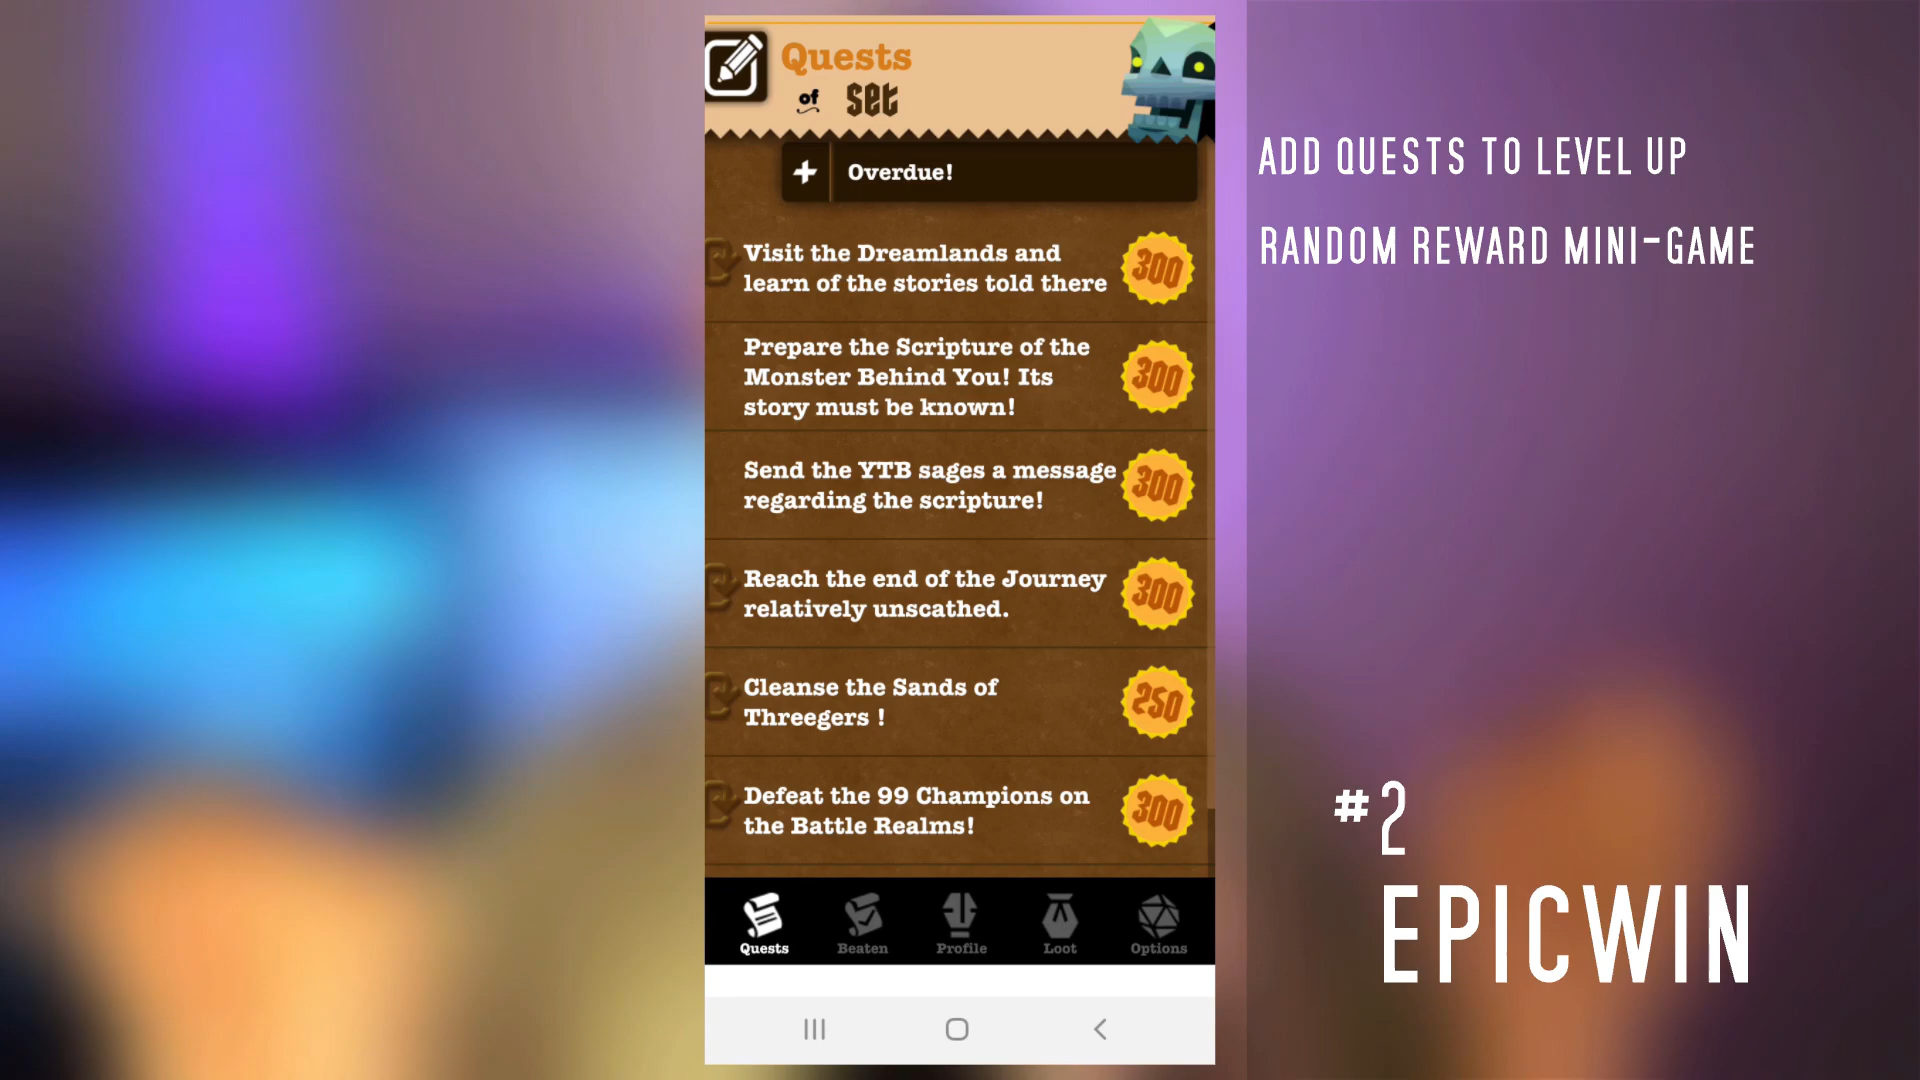 Quests
of Set
Overdue!
Visit the Dreamlands and
learn of the stories told there
300
Prepare the Scripture of the
Monster Behind You! Its
story must be known!
300
Send the YTB sages a message
regarding the scripture!
300
Reach the end of the Journey
relatively unscathed.
300
Cleanse the Sands of
Threegers !
250
Defeat the 99 Champions on
the Battle Realms!
300
Quests Beaten Profile Loot Options
ADD QUESTS TO LEVEL UP
RANDOM REWARD MINI-GAME
#2
EPICWIN